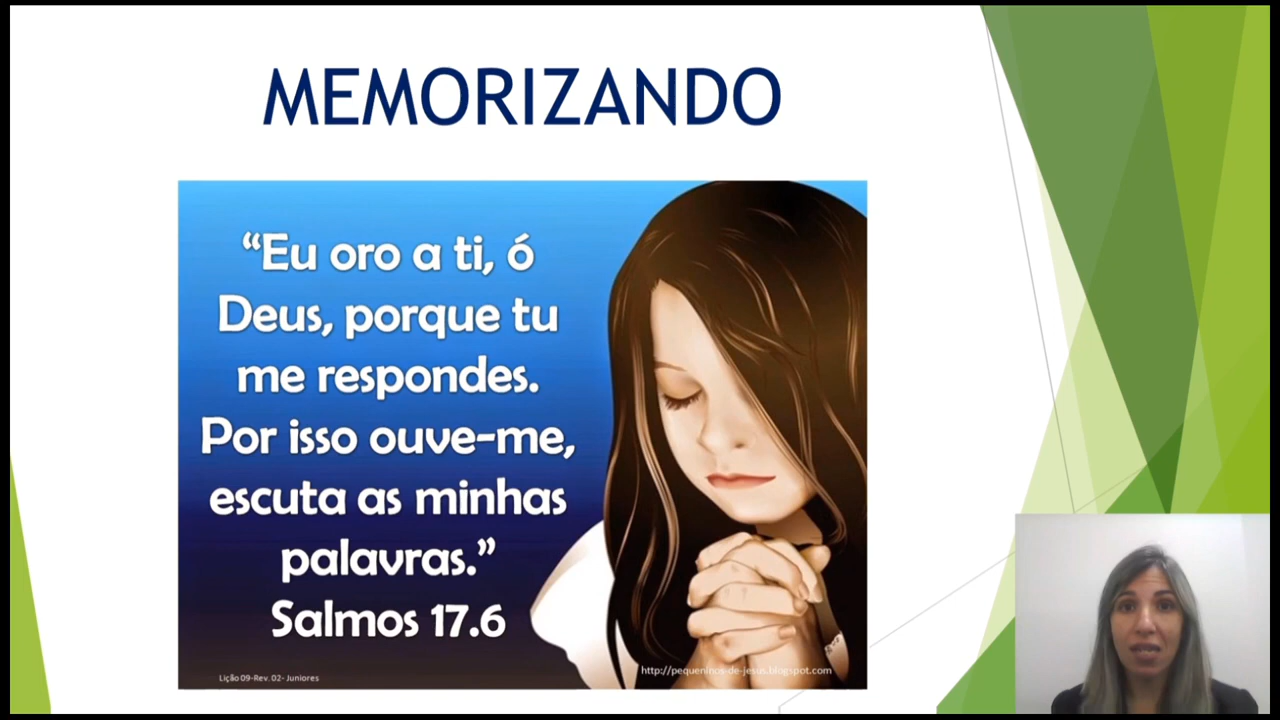 MEMORIZANDO
“Eu oro a ti, ó
Deus, porque tu
me respondes.
Por isso ouve-me,
escuta as minhas
palavras.”
Salmos 17.6
Lição 09-Rev. 02- Juniores
http://pequeninos-de-jesus.blogspot.com